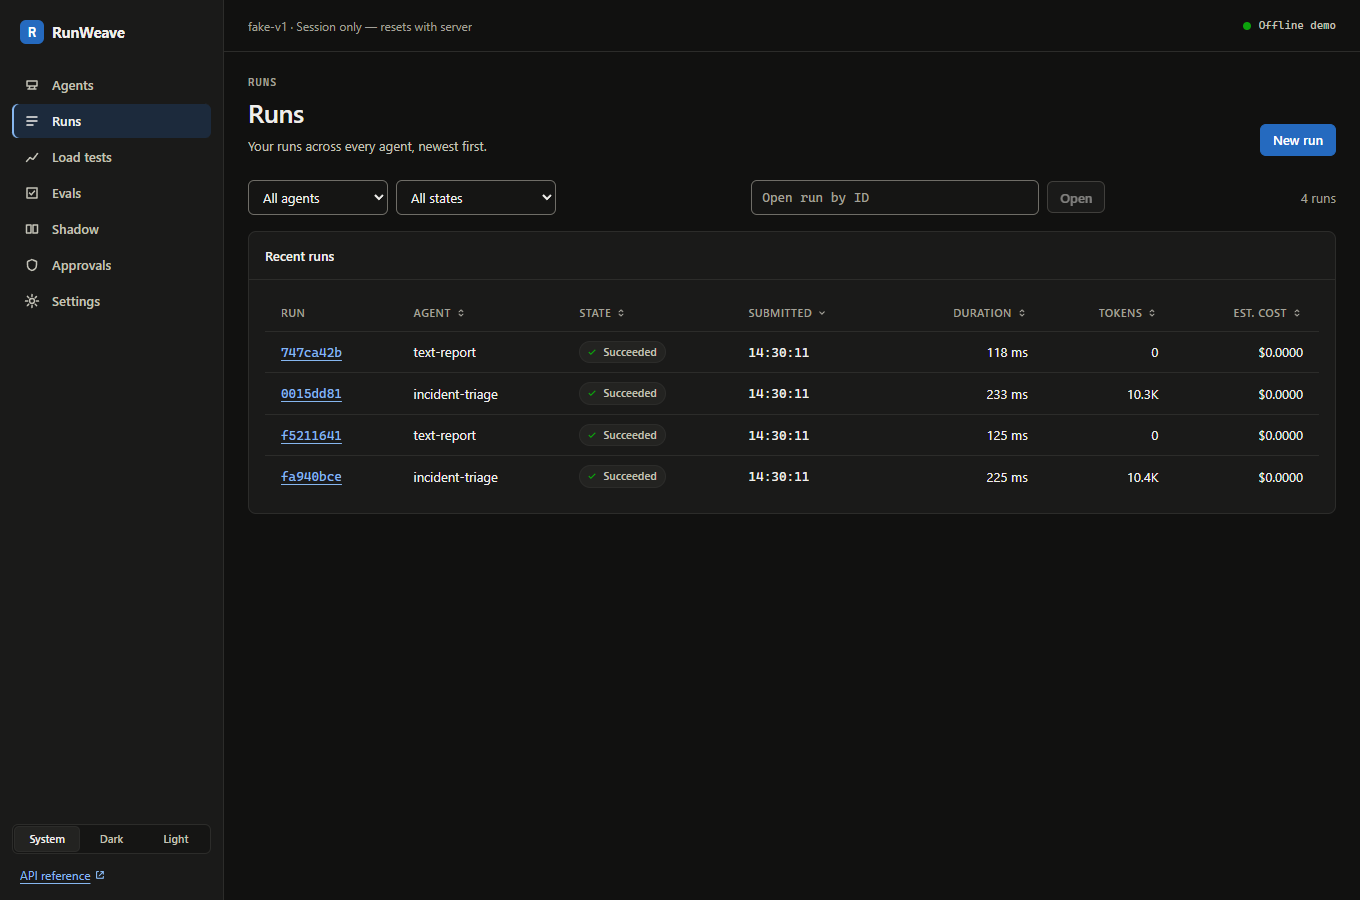 R RunWeave
Agents
Runs
Load tests
Evals
Shadow
Approvals
Settings
System Dark Light
API reference
fake-v1 · Session only — resets with server
Offline demo
RUNS
Runs
Your runs across every agent, newest first.
New run
All agents All states Open run by ID Open 4 runs
Recent runs
RUN AGENT STATE SUBMITTED DURATION TOKENS EST. COST
747ca42b text-report Succeeded 14:30:11 118 ms 0 $0.0000
0015dd81 incident-triage Succeeded 14:30:11 233 ms 10.3K $0.0000
f5211641 text-report Succeeded 14:30:11 125 ms 0 $0.0000
fa940bce incident-triage Succeeded 14:30:11 225 ms 10.4K $0.0000